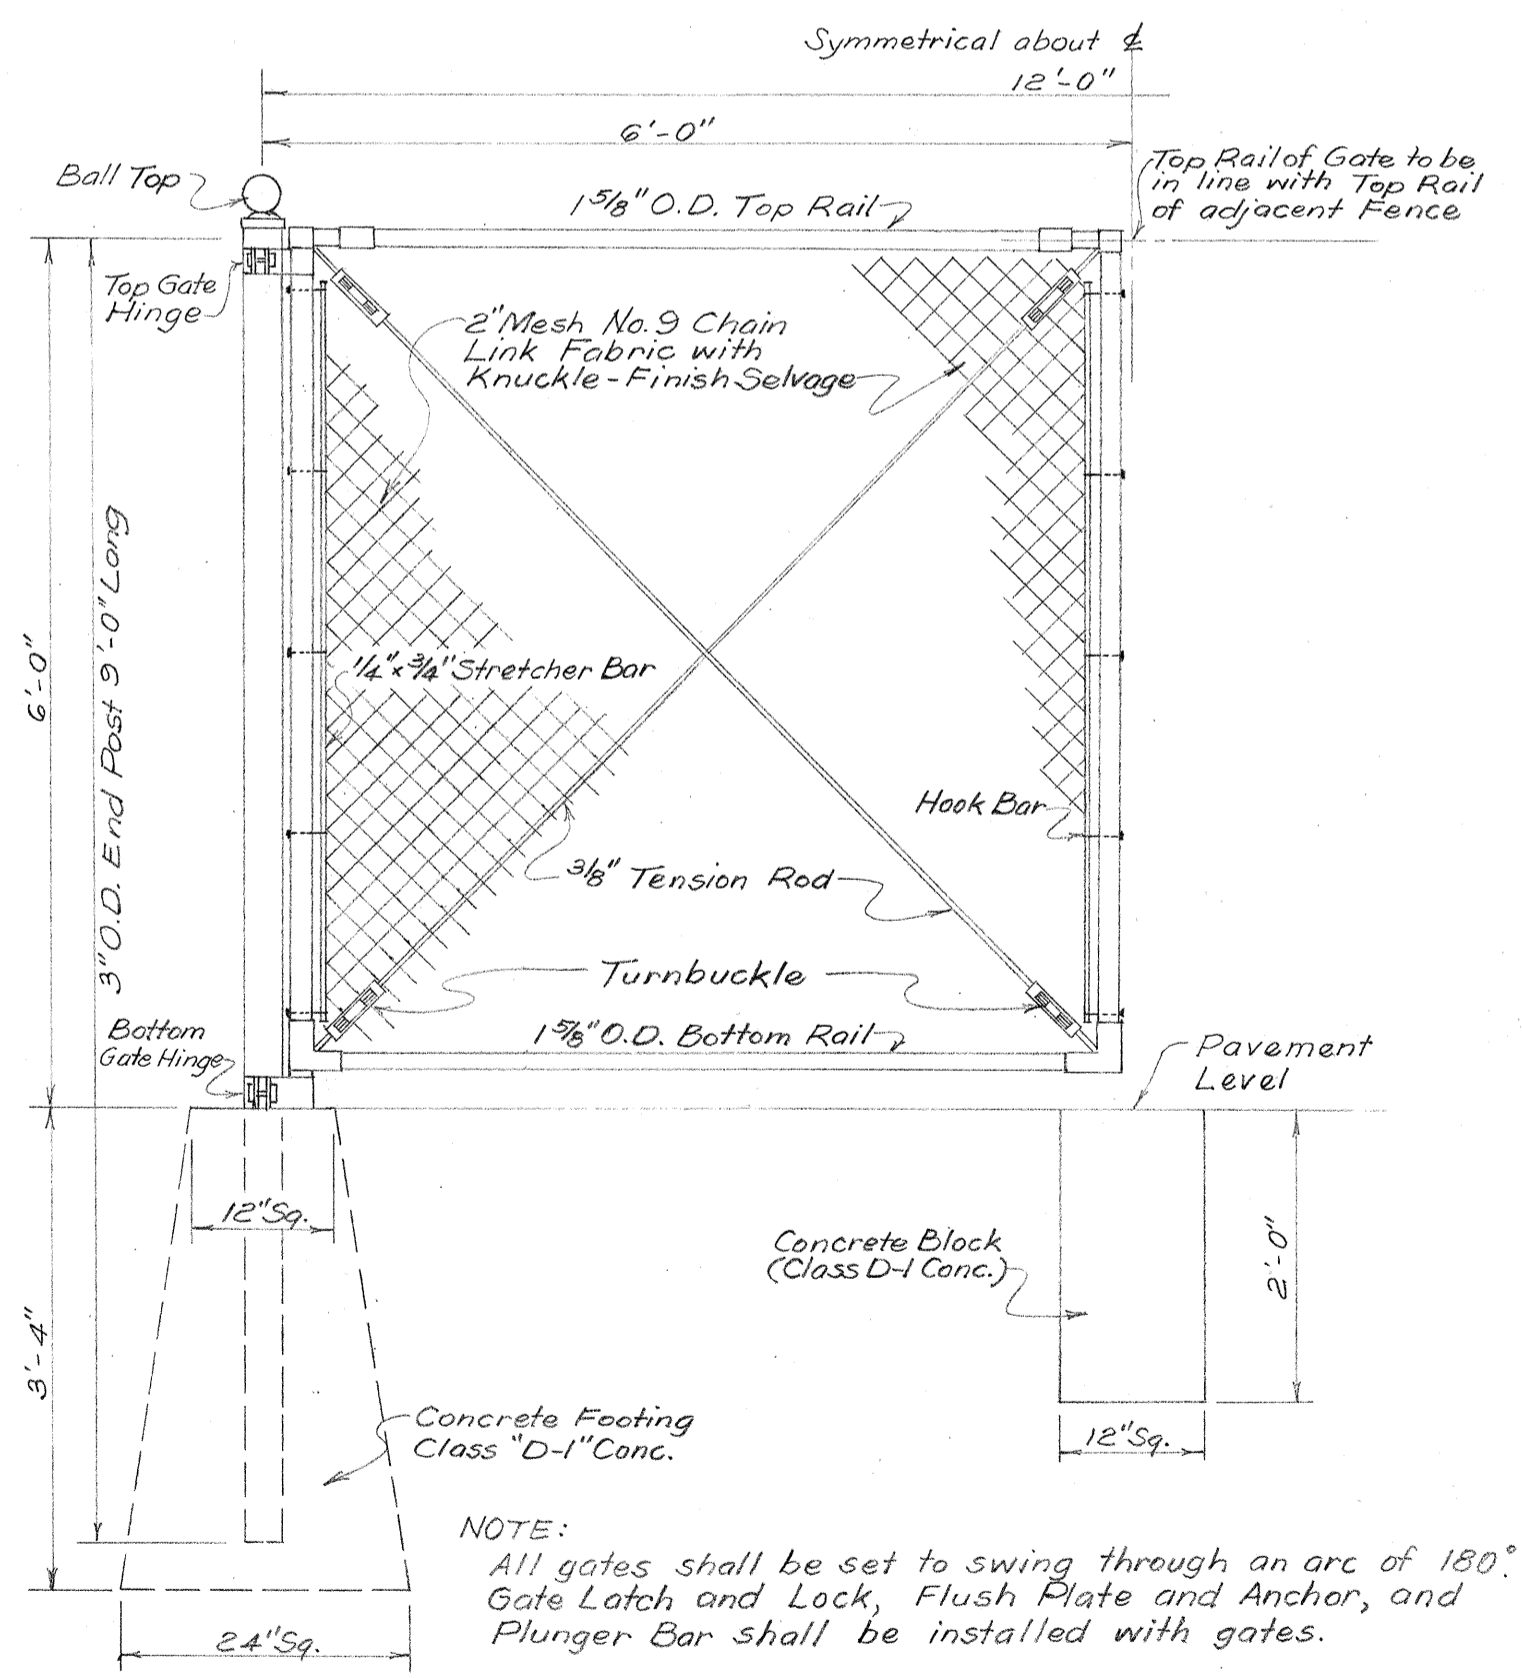 Symmetrical about ℄
12'-0"
6'-0"
Ball Top
1 5/8" O.D. Top Rail
Top Rail of Gate to be
in line with Top Rail
of adjacent Fence
Top Gate
Hinge
2" Mesh No. 9 Chain
Link Fabric with
Knuckle-Finish Selvage
6'-0"
3" O.D. End Post 9'-0" Long
1/4" x 3/4" Stretcher Bar
Hook Bar
3/8" Tension Rod
Turnbuckle
1 5/8" O.D. Bottom Rail
Bottom
Gate Hinge
Pavement
Level
12" Sq.
3'-4"
Concrete Block
(Class D-1 Conc.)
2'-0"
12" Sq.
Concrete Footing
Class "D-1" Conc.
24" Sq.
NOTE:
All gates shall be set to swing through an arc of 180°.
Gate Latch and Lock, Flush Plate and Anchor, and
Plunger Bar shall be installed with gates.